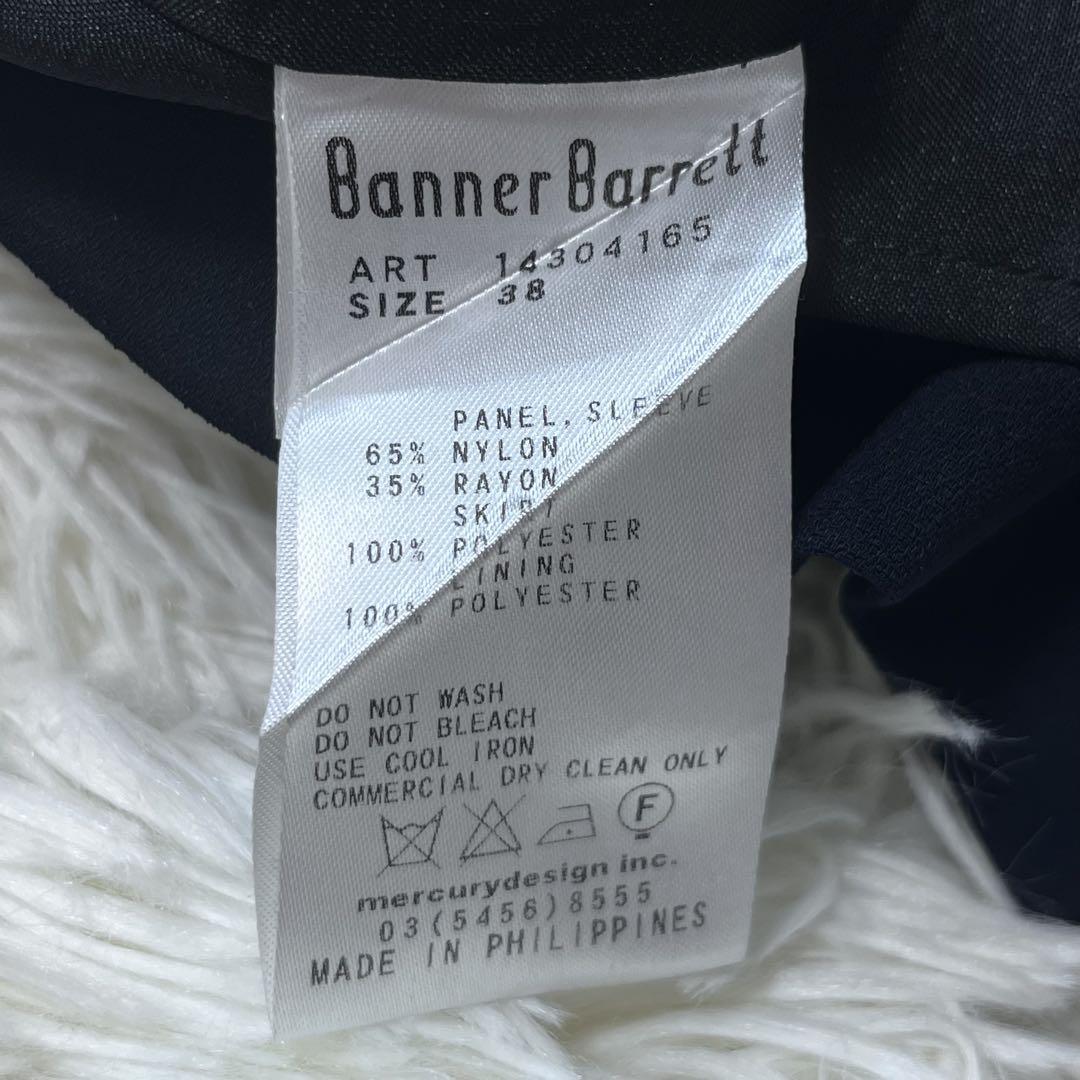 Banner Barrett
ART 14304165
SIZE 38
PANEL, SLEEVE
65% NYLON
35% RAYON
SKIRT
100% POLYESTER
LINING
100% POLYESTER
DO NOT WASH
DO NOT BLEACH
USE COOL IRON
COMMERCIAL DRY CLEAN ONLY
F
mercurydesign inc.
03(5456)8555
MADE IN PHILIPPINES